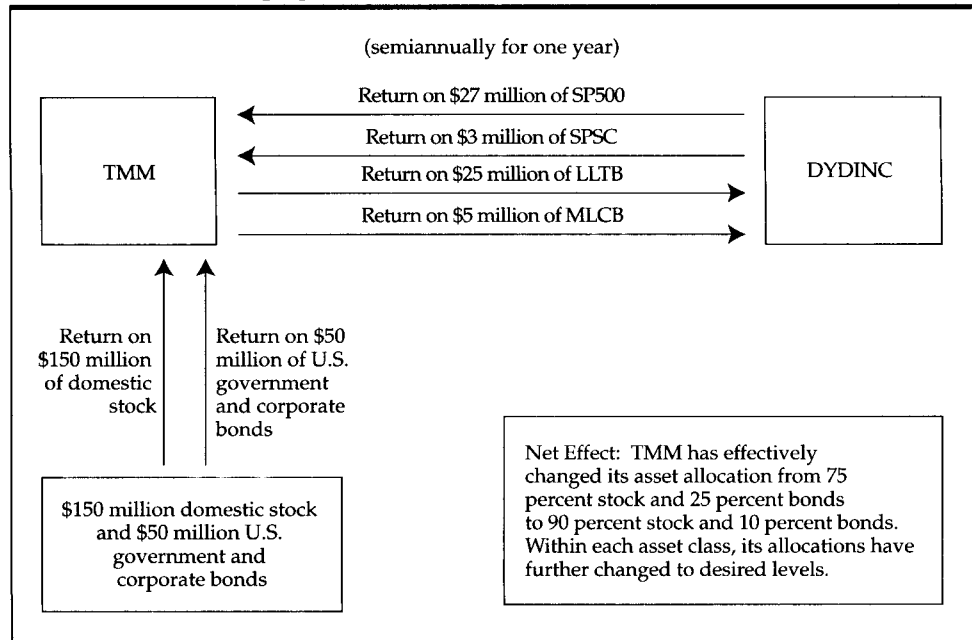 (semiannually for one year)
Return on $27 million of SP500
Return on $3 million of SPSC
TMM
DYDINC
Return on $25 million of LLTB
Return on $5 million of MLCB
Return on
$150 million
of domestic
stock
Return on $50
million of U.S.
government
and corporate
bonds
$150 million domestic stock
and $50 million U.S.
government and
corporate bonds
Net Effect: TMM has effectively
changed its asset allocation from 75
percent stock and 25 percent bonds
to 90 percent stock and 10 percent bonds.
Within each asset class, its allocations have
further changed to desired levels.